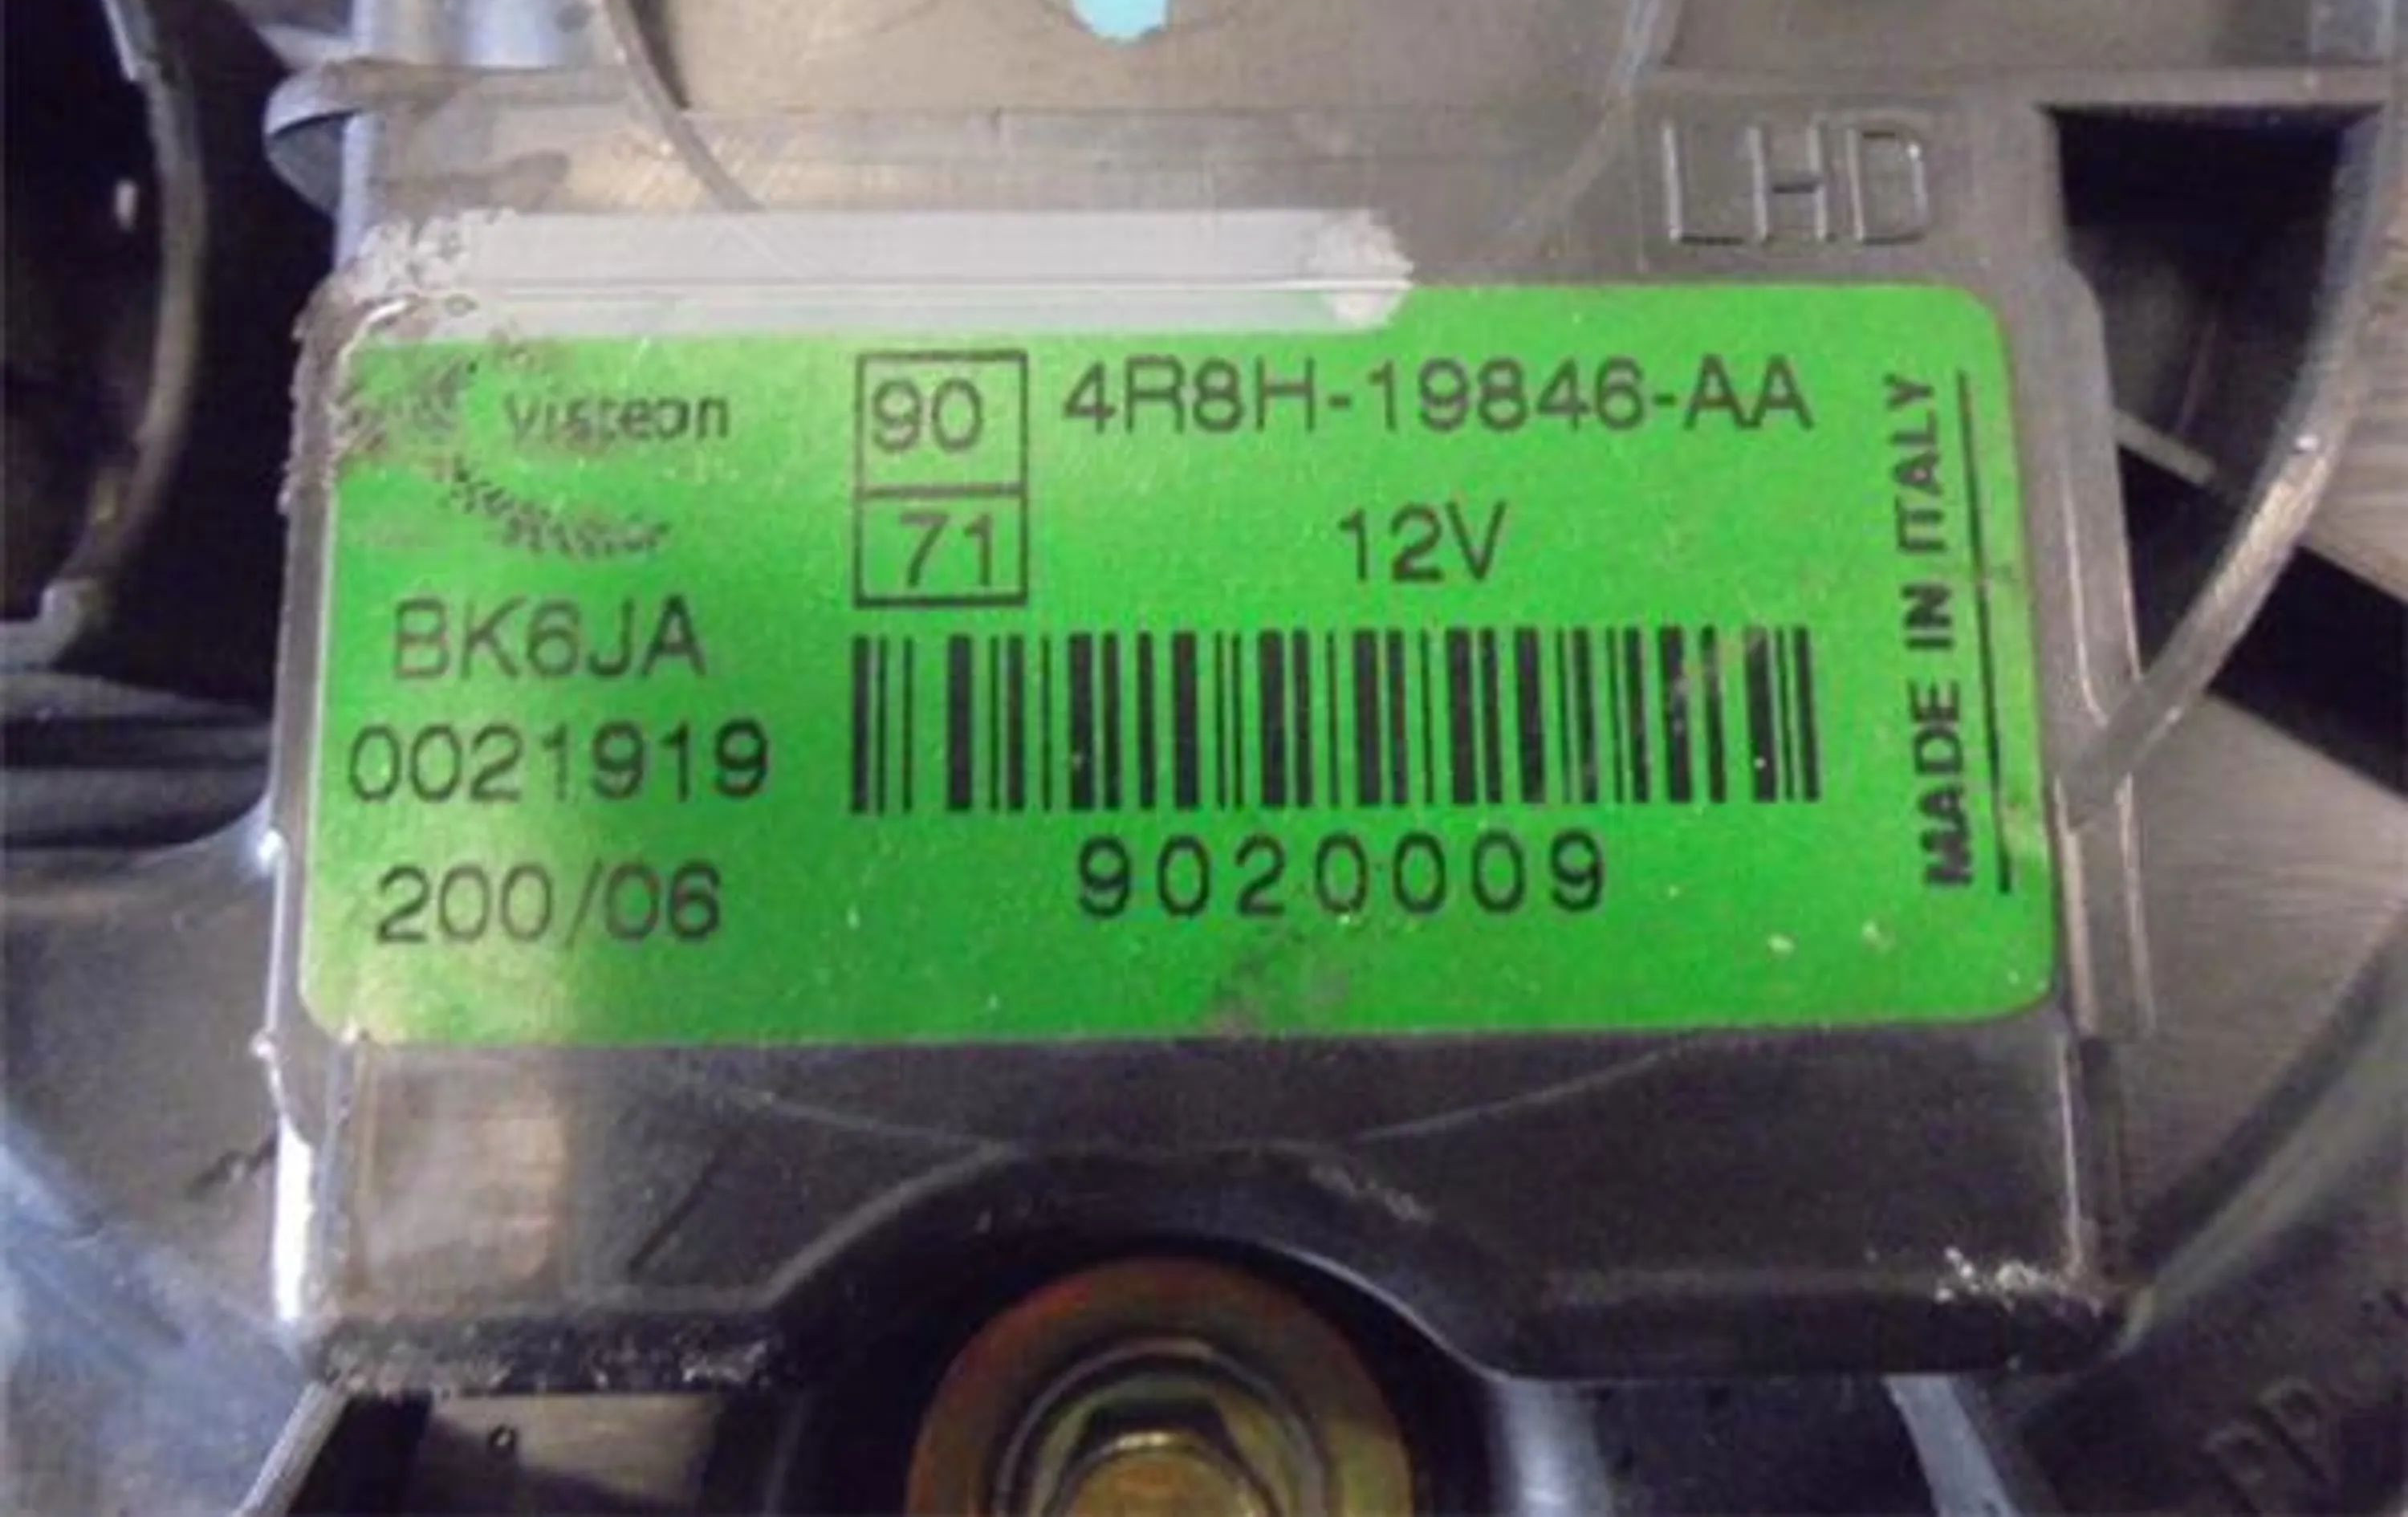 LHD
Visteon
90
4R8H-19846-AA
71
12V
BK6JA
0021919
200/06
9020009
MADE IN ITALY